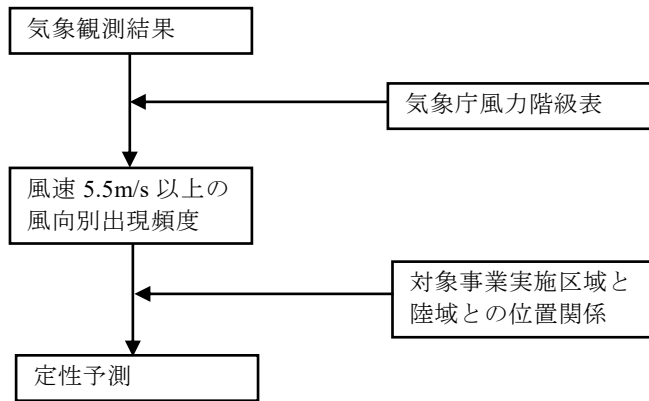 気象観測結果
気象庁風力階級表
風速 5.5m/s 以上の
風向別出現頻度
対象事業実施区域と
陸域との位置関係
定性予測